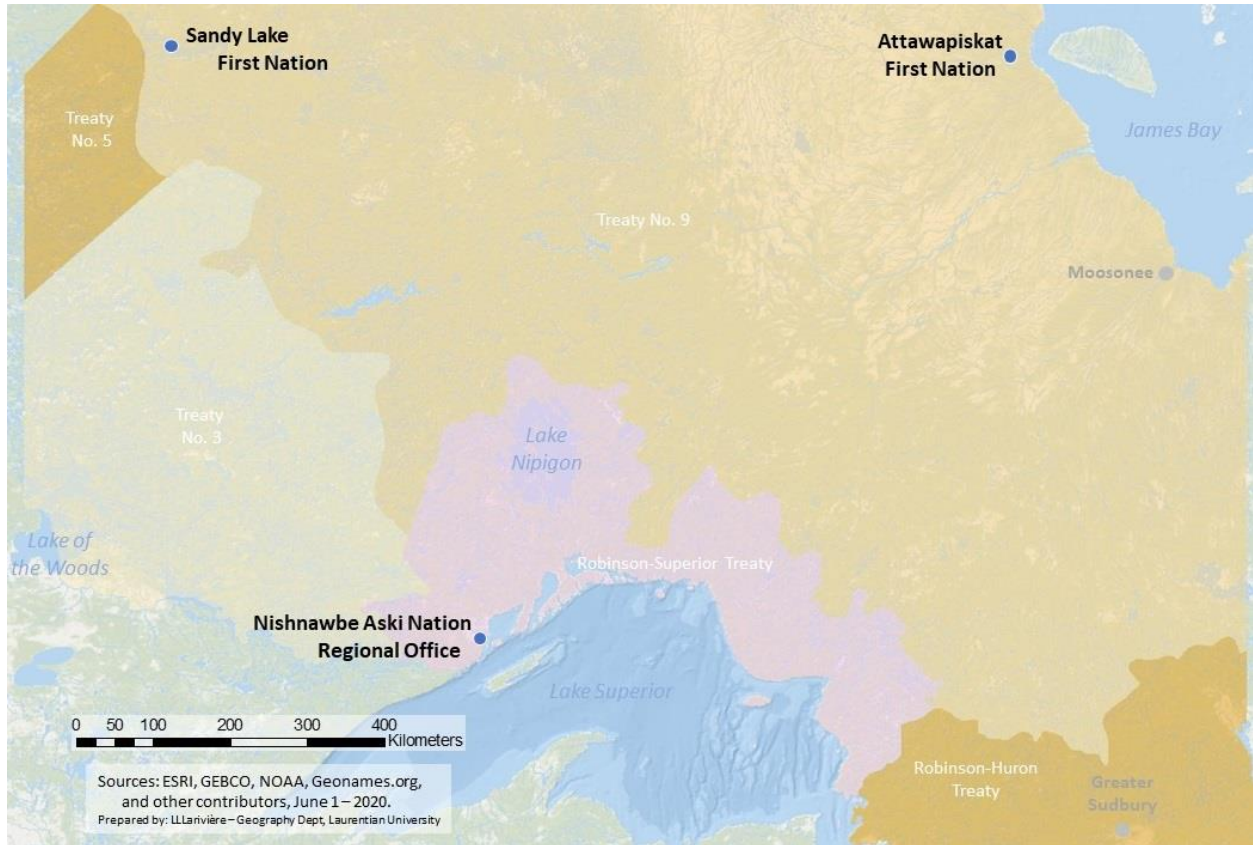 Sandy Lake
First Nation
Attawapiskat
First Nation
Treaty
No. 5
James Bay
Treaty No. 9
Moosonee
Treaty
No. 3
Lake
Nipigon
Lake of
the Woods
Robinson-Superior Treaty
Nishnawbe Aski Nation
Regional Office
Lake Superior
0 50 100 200 300 400
Kilometers
Sources: ESRI, GEBCO, NOAA, Geonames.org,
and other contributors, June 1 – 2020.
Prepared by: LLLarivière – Geography Dept, Laurentian University
Robinson-Huron
Treaty
Greater
Sudbury